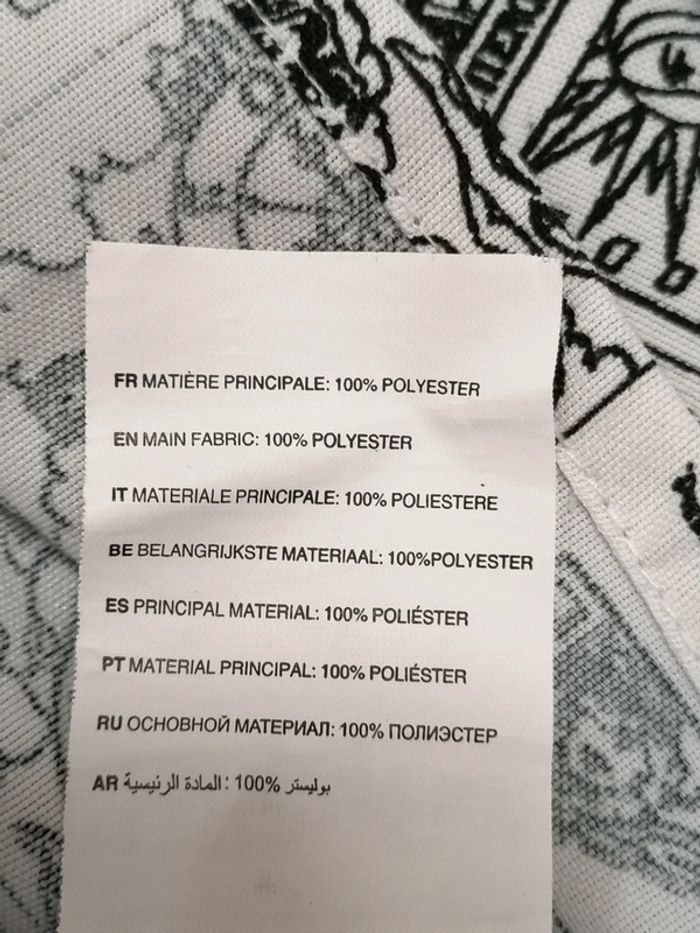 FR MATIÈRE PRINCIPALE: 100% POLYESTER
EN MAIN FABRIC: 100% POLYESTER
IT MATERIALE PRINCIPALE: 100% POLIESTERE
BE BELANGRIJKSTE MATERIAAL: 100%POLYESTER
ES PRINCIPAL MATERIAL: 100% POLIÉSTER
PT MATERIAL PRINCIPAL: 100% POLIÉSTER
RU ОСНОВНОЙ МАТЕРИАЛ: 100% ПОЛИЭСТЕР
AR المادة الرئيسية: 100% بوليستر